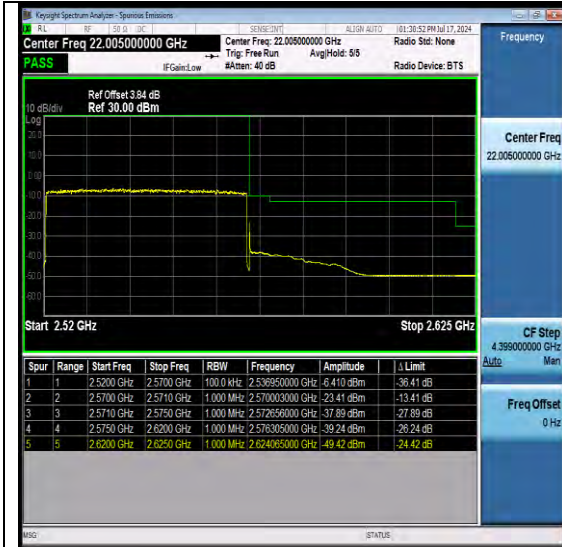 Keysight Spectrum Analyzer - Spurious Emissions
RL RF 50 Ω DC SENSE:INT ALIGN AUTO 01:30:52 PM Jul 17, 2024
Center Freq 22.005000000 GHz
Center Freq: 22.005000000 GHz
Radio Std: None
Trig: Free Run Avg|Hold: 5/5
PASS IFGain:Low #Atten: 40 dB Radio Device: BTS
Frequency
Ref Offset 3.84 dB
10 dB/div Ref 30.00 dBm
Log
20.0
10.0
0.00
-10.0
-20.0
-30.0
-40.0
-50.0
-60.0
Start 2.52 GHz Stop 2.625 GHz
Center Freq
22.005000000 GHz
CF Step
4.399000000 GHz
Auto Man
Freq Offset
0 Hz
Spur Range Start Freq Stop Freq RBW Frequency Amplitude Δ Limit
1 1 2.5200 GHz 2.5700 GHz 100.0 kHz 2.536950000 GHz -6.410 dBm -36.41 dB
2 2 2.5700 GHz 2.5710 GHz 1.000 MHz 2.570003000 GHz -23.41 dBm -13.41 dB
3 3 2.5710 GHz 2.5750 GHz 1.000 MHz 2.572656000 GHz -37.89 dBm -27.89 dB
4 4 2.5750 GHz 2.6200 GHz 1.000 MHz 2.576305000 GHz -39.24 dBm -26.24 dB
5 5 2.6200 GHz 2.6250 GHz 1.000 MHz 2.624065000 GHz -49.42 dBm -24.42 dB
MSG STATUS